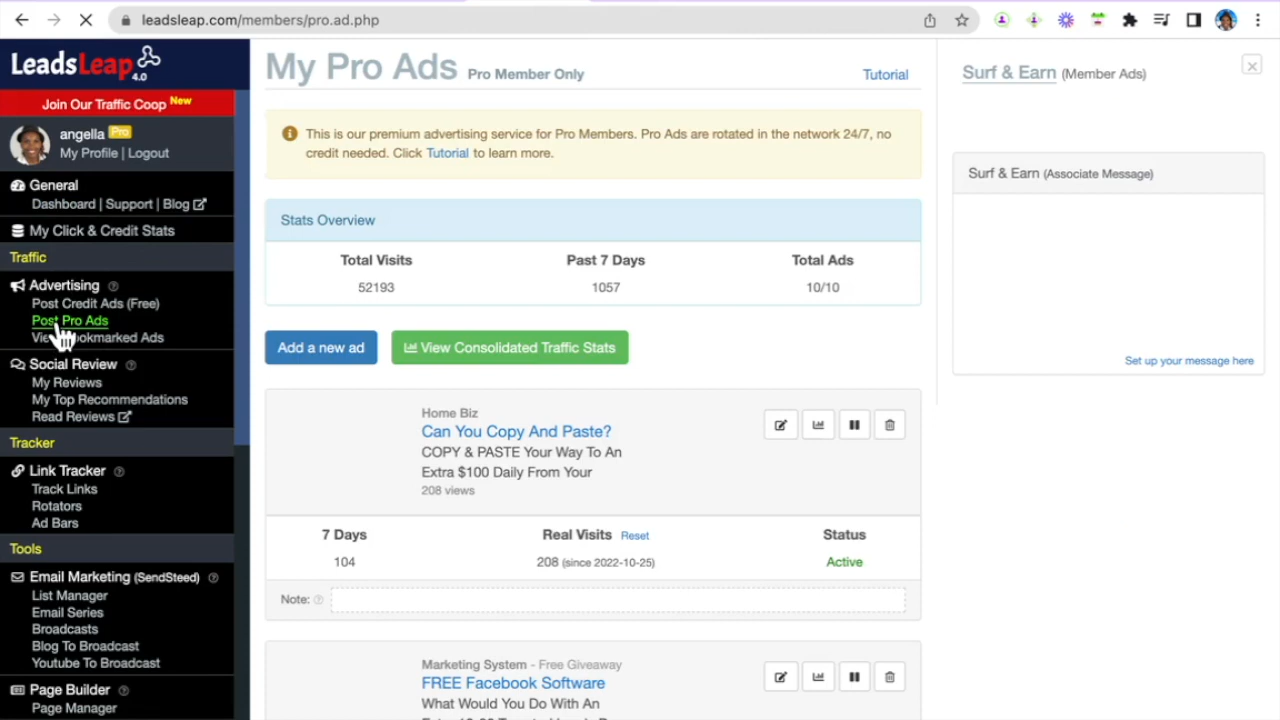 leadsleap.com/members/pro.ad.php
LeadsLeap 4.0
Join Our Traffic Coop New
angella Pro
My Profile | Logout
General
Dashboard | Support | Blog
My Click & Credit Stats
Traffic
Advertising
Post Credit Ads (Free)
Post Pro Ads
View Bookmarked Ads
Social Review
My Reviews
My Top Recommendations
Read Reviews
Tracker
Link Tracker
Track Links
Rotators
Ad Bars
Tools
Email Marketing (SendSteed)
List Manager
Email Series
Broadcasts
Blog To Broadcast
Youtube To Broadcast
Page Builder
Page Manager
My Pro Ads Pro Member Only
Tutorial
This is our premium advertising service for Pro Members. Pro Ads are rotated in the network 24/7, no
credit needed. Click Tutorial to learn more.
Stats Overview
Total Visits Past 7 Days Total Ads
52193 1057 10/10
Add a new ad View Consolidated Traffic Stats
Home Biz
Can You Copy And Paste?
COPY & PASTE Your Way To An
Extra $100 Daily From Your
208 views
7 Days Real Visits Reset Status
104 208 (since 2022-10-25) Active
Note:
Marketing System - Free Giveaway
FREE Facebook Software
What Would You Do With An
Surf & Earn (Member Ads)
Surf & Earn (Associate Message)
Set up your message here